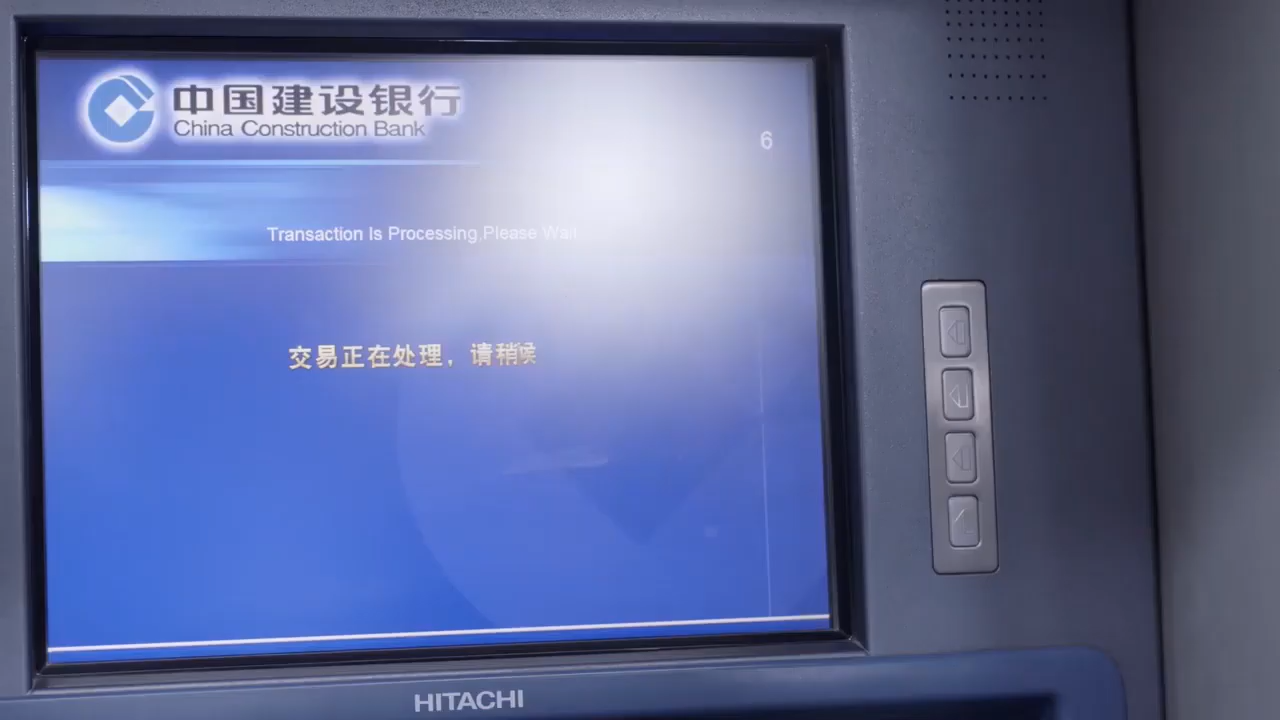 中国建设银行
China Construction Bank
6
Transaction Is Processing,Please Wait
交易正在处理，请稍候
HITACHI